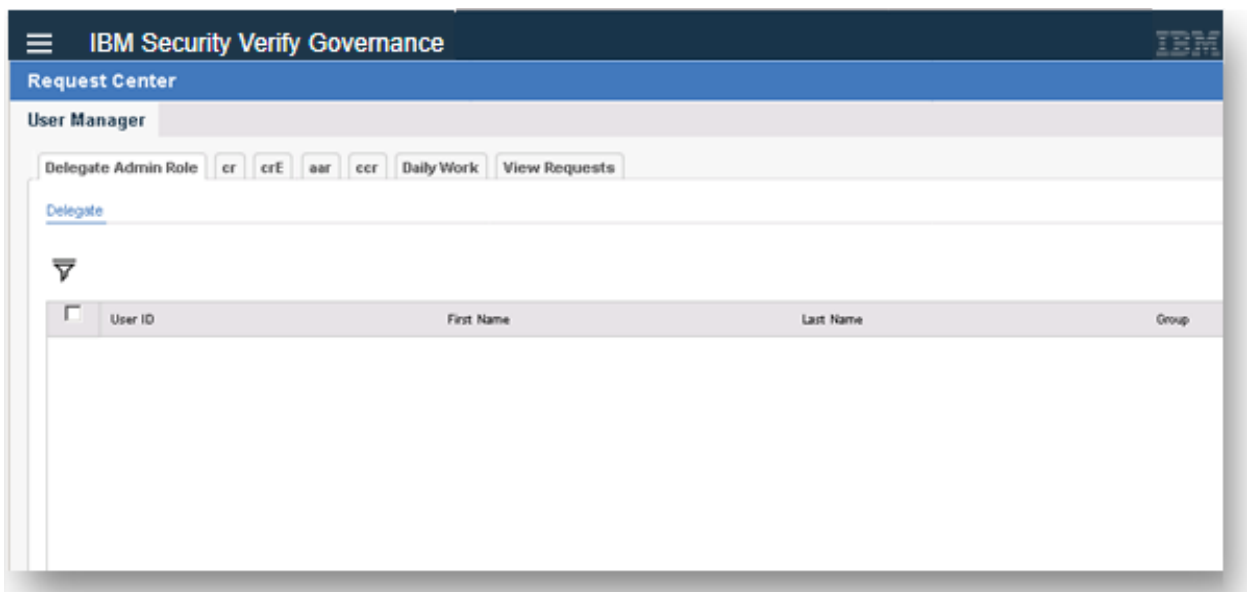 IBM Security Verify Governance IBM
Request Center
User Manager
Delegate Admin Role cr crE aar ccr Daily Work View Requests
Delegate
User ID First Name Last Name Group